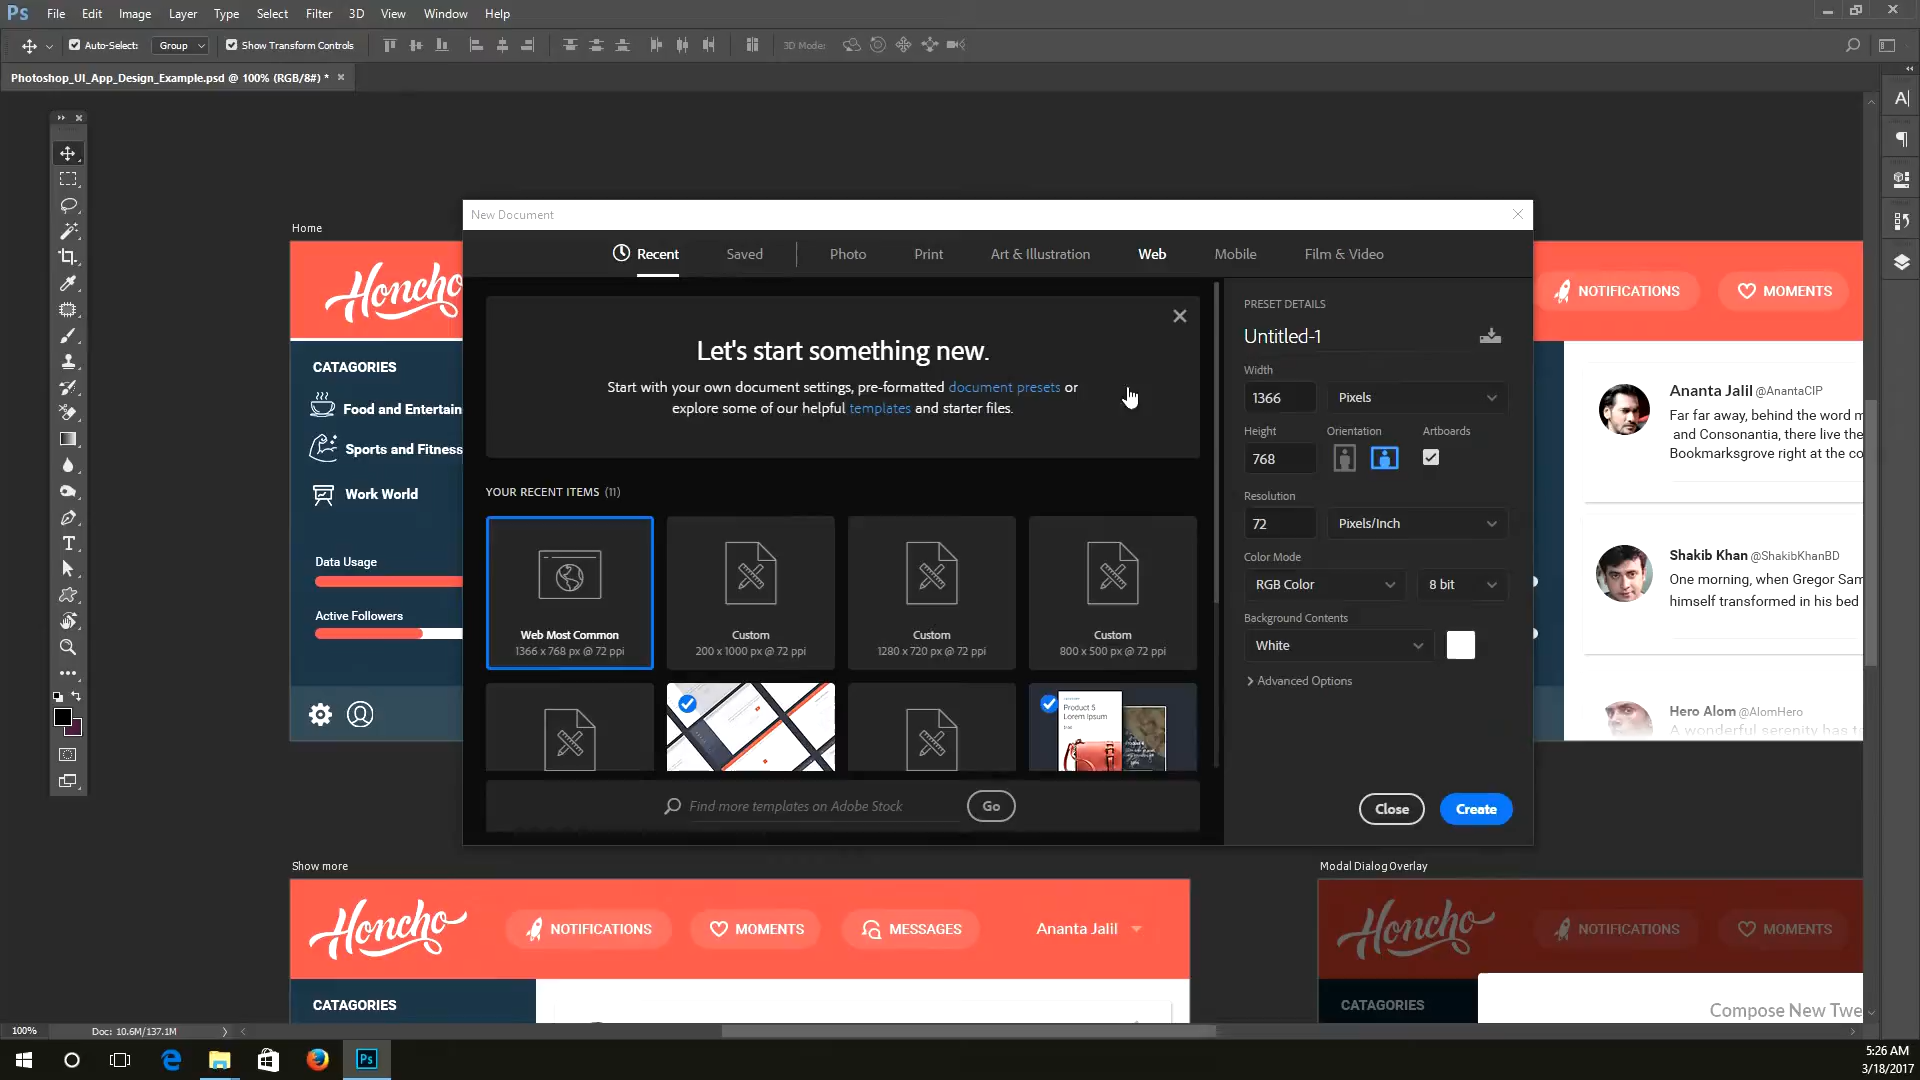 Ps File Edit Image Layer Type Select Filter 3D View Window Help
Auto-Select: Group Show Transform Controls 3D Mode:
Photoshop_UI_App_Design_Example.psd @ 100% (RGB/8#) *
Home
Honcho
CATAGORIES
Food and Entertain
Sports and Fitness
Work World
Data Usage
Active Followers
New Document
Recent Saved Photo Print Art & Illustration Web Mobile Film & Video
Let's start something new.
Start with your own document settings, pre-formatted document presets or
explore some of our helpful templates and starter files.
YOUR RECENT ITEMS (11)
Web Most Common
1366 x 768 px @ 72 ppi
Custom
200 x 1000 px @ 72 ppi
Custom
1280 x 720 px @ 72 ppi
Custom
800 x 500 px @ 72 ppi
Product 5
Lorem Ipsum
Find more templates on Adobe Stock Go
PRESET DETAILS
Untitled-1
Width
1366 Pixels
Height Orientation Artboards
768
Resolution
72 Pixels/Inch
Color Mode
RGB Color 8 bit
Background Contents
White
Advanced Options
Close Create
NOTIFICATIONS MOMENTS
Ananta Jalil @AnantaCIP
Far far away, behind the word m
and Consonantia, there live the
Bookmarksgrove right at the co
Shakib Khan @ShakibKhanBD
One morning, when Gregor Sam
himself transformed in his bed
Hero Alom @AlomHero
A wonderful serenity has to
Show more
Honcho NOTIFICATIONS MOMENTS MESSAGES Ananta Jalil
CATAGORIES
Modal Dialog Overlay
Honcho NOTIFICATIONS MOMENTS
CATAGORIES
Compose New Twe
100% Doc: 10.6M/137.1M
Ps
5:26 AM
3/18/2017